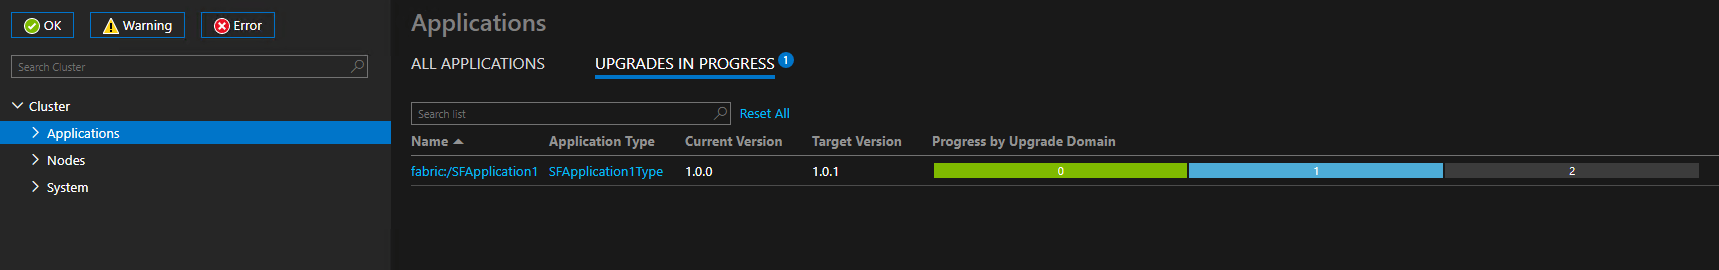 OK Warning Error
Search Cluster
Cluster
Applications
Nodes
System
Applications
ALL APPLICATIONS UPGRADES IN PROGRESS 1
Search list Reset All
Name Application Type Current Version Target Version Progress by Upgrade Domain
fabric:/SFApplication1 SFApplication1Type 1.0.0 1.0.1 0 1 2